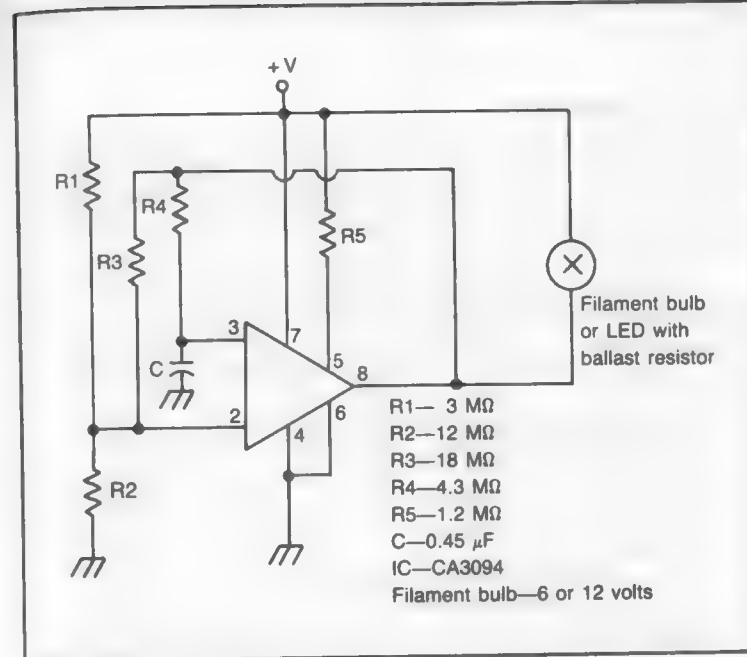 + V
R1
R4
R3
R5
3
7
C
5
8
2
6
4
R2
Filament bulb
or LED with
ballast resistor
R1— 3 MΩ
R2—12 MΩ
R3—18 MΩ
R4—4.3 MΩ
R5—1.2 MΩ
C—0.45 μF
IC—CA3094
Filament bulb—6 or 12 volts